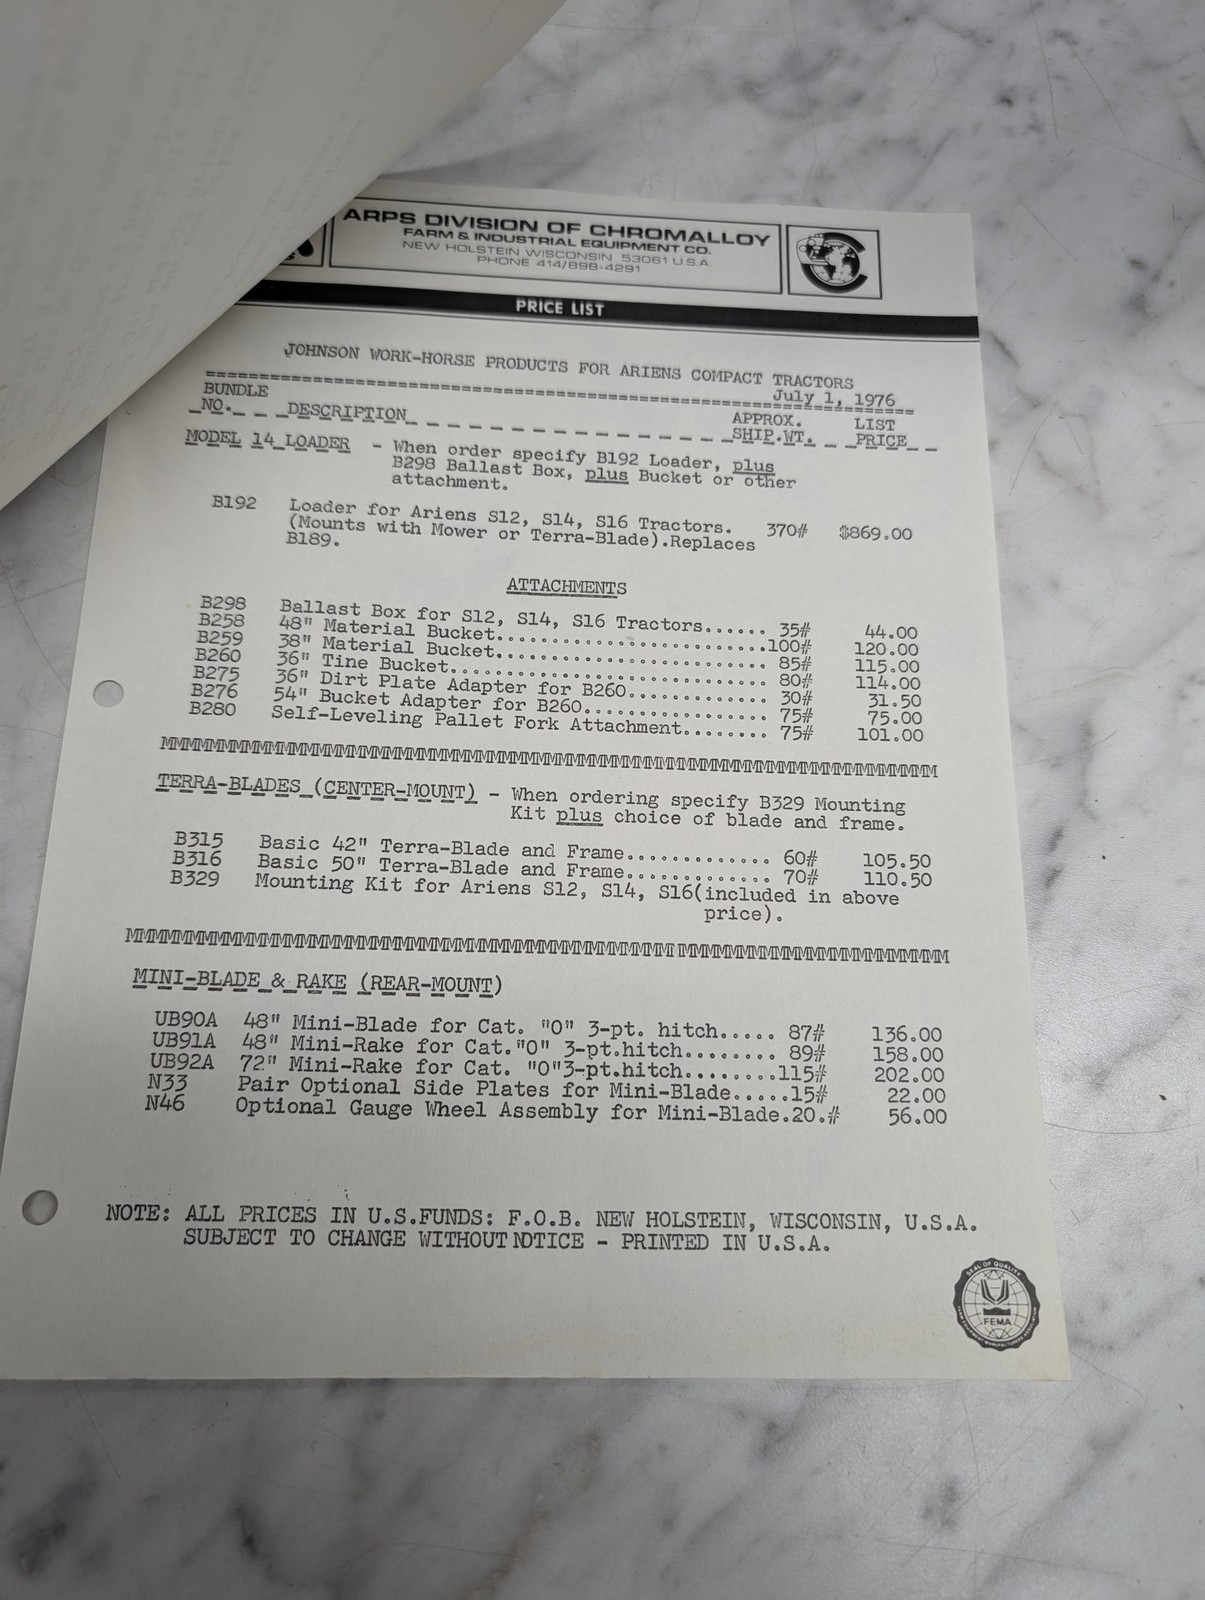 ARPS DIVISION OF CHROMALLOY
FARM & INDUSTRIAL EQUIPMENT CO.
NEW HOLSTEIN WISCONSIN 53061 U.S.A.
PHONE 414/898-4291
PRICE LIST
JOHNSON WORK-HORSE PRODUCTS FOR ARIENS COMPACT TRACTORS
July 1, 1976
BUNDLE NO. DESCRIPTION APPROX. SHIP.WT. LIST PRICE
MODEL 14 LOADER - When order specify B192 Loader, plus
B298 Ballast Box, plus Bucket or other
attachment.
B192 Loader for Ariens S12, S14, S16 Tractors. 370# $869.00
(Mounts with Mower or Terra-Blade).Replaces
B189.
ATTACHMENTS
B298 Ballast Box for S12, S14, S16 Tractors...... 35# 44.00
B258 48" Material Bucket.........................100# 120.00
B259 38" Material Bucket......................... 85# 115.00
B260 36" Tine Bucket............................. 80# 114.00
B275 36" Dirt Plate Adapter for B260............. 30# 31.50
B276 54" Bucket Adapter for B260................. 75# 75.00
B280 Self-Leveling Pallet Fork Attachment........ 75# 101.00
TERRA-BLADES (CENTER-MOUNT) - When ordering specify B329 Mounting
Kit plus choice of blade and frame.
B315 Basic 42" Terra-Blade and Frame............. 60# 105.50
B316 Basic 50" Terra-Blade and Frame............. 70# 110.50
B329 Mounting Kit for Ariens S12, S14, S16(included in above
price).
MINI-BLADE & RAKE (REAR-MOUNT)
UB90A 48" Mini-Blade for Cat. "0" 3-pt. hitch..... 87# 136.00
UB91A 48" Mini-Rake for Cat."0" 3-pt.hitch........ 89# 158.00
UB92A 72" Mini-Rake for Cat. "0"3-pt.hitch........115# 202.00
N33 Pair Optional Side Plates for Mini-Blade.....15# 22.00
N46 Optional Gauge Wheel Assembly for Mini-Blade.20.# 56.00
NOTE: ALL PRICES IN U.S.FUNDS: F.O.B. NEW HOLSTEIN, WISCONSIN, U.S.A.
SUBJECT TO CHANGE WITHOUT NOTICE - PRINTED IN U.S.A.
SEAL OF QUALITY
FEMA